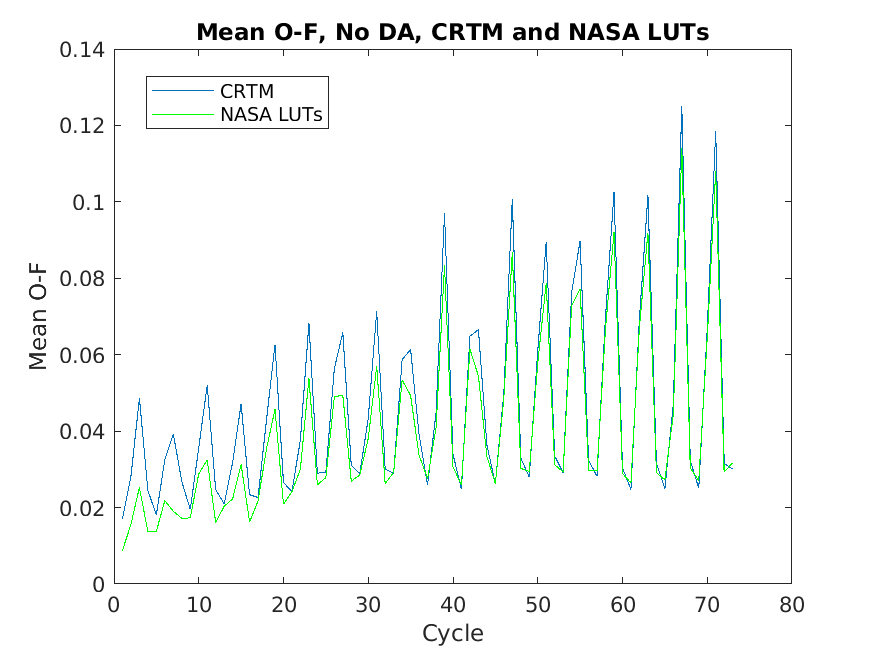 Mean O-F, No DA, CRTM and NASA LUTs
0.14
0.12
0.1
0.08
0.06
0.04
0.02
0
CRTM
NASA LUTs
Mean O-F
0 10 20 30 40 50 60 70 80
Cycle